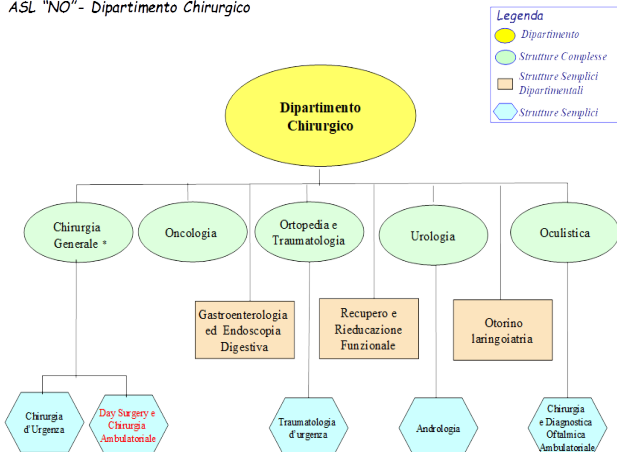 ASL "NO"- Dipartimento Chirurgico
Legenda
Dipartimento
Strutture Complesse
Strutture Semplici
Dipartimentali
Strutture Semplici
Dipartimento
Chirurgico
Chirurgia
Generale *
Oncologia
Ortopedia e
Traumatologia
Urologia
Oculistica
Gastroenterologia
ed Endoscopia
Digestiva
Recupero e
Rieducazione
Funzionale
Otorino
laringoiatria
Chirurgia
d'Urgenza
Day Surgery e
Chirurgia
Ambulatoriale
Traumatologia
d'urgenza
Andrologia
Chirurgia
e Diagnostica
Oftalmica
Ambulatoriale